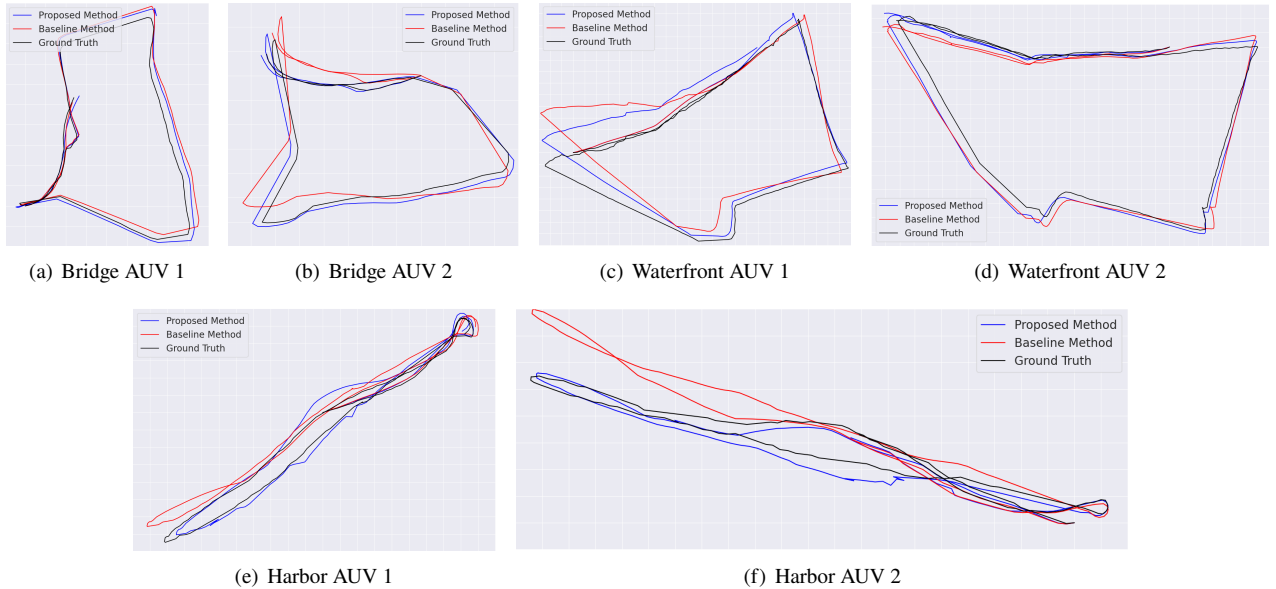 Proposed Method
Baseline Method
Ground Truth
Proposed Method
Baseline Method
Ground Truth
Proposed Method
Baseline Method
Ground Truth
Proposed Method
Baseline Method
Ground Truth
(a) Bridge AUV 1
(b) Bridge AUV 2
(c) Waterfront AUV 1
(d) Waterfront AUV 2
Proposed Method
Baseline Method
Ground Truth
Proposed Method
Baseline Method
Ground Truth
(e) Harbor AUV 1
(f) Harbor AUV 2